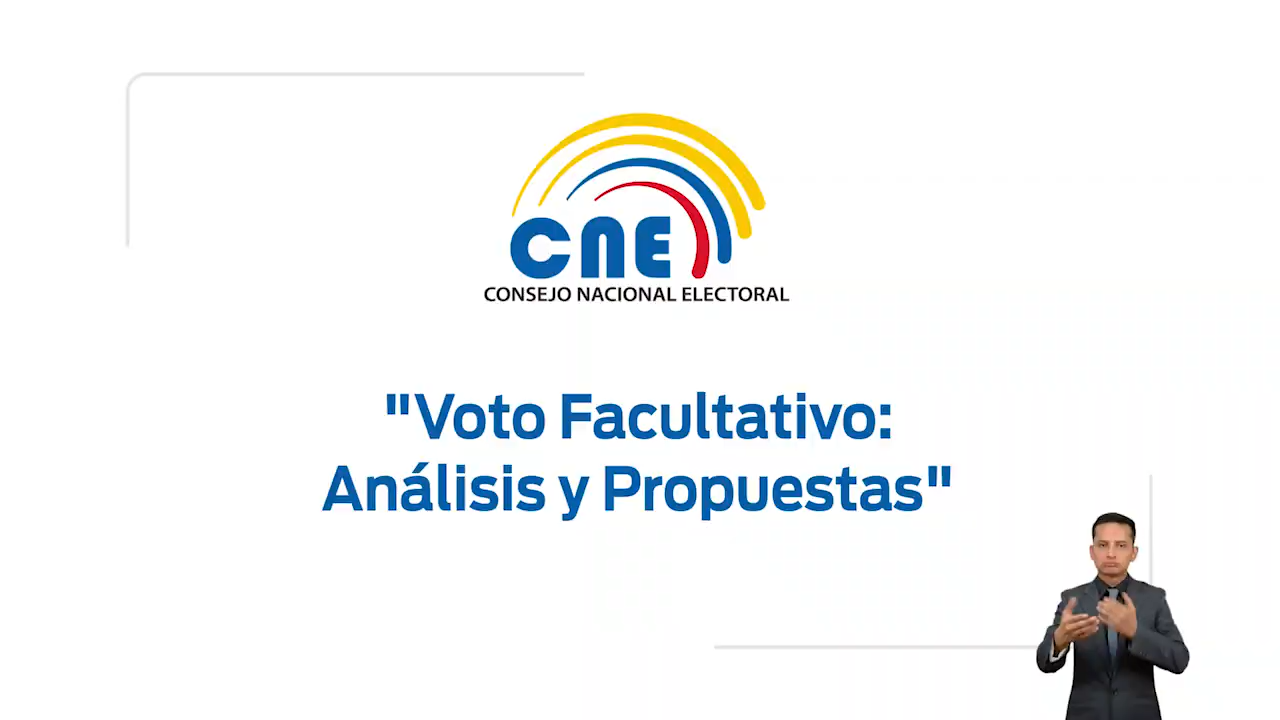 CNE
CONSEJO NACIONAL ELECTORAL
"Voto Facultativo:
Análisis y Propuestas"